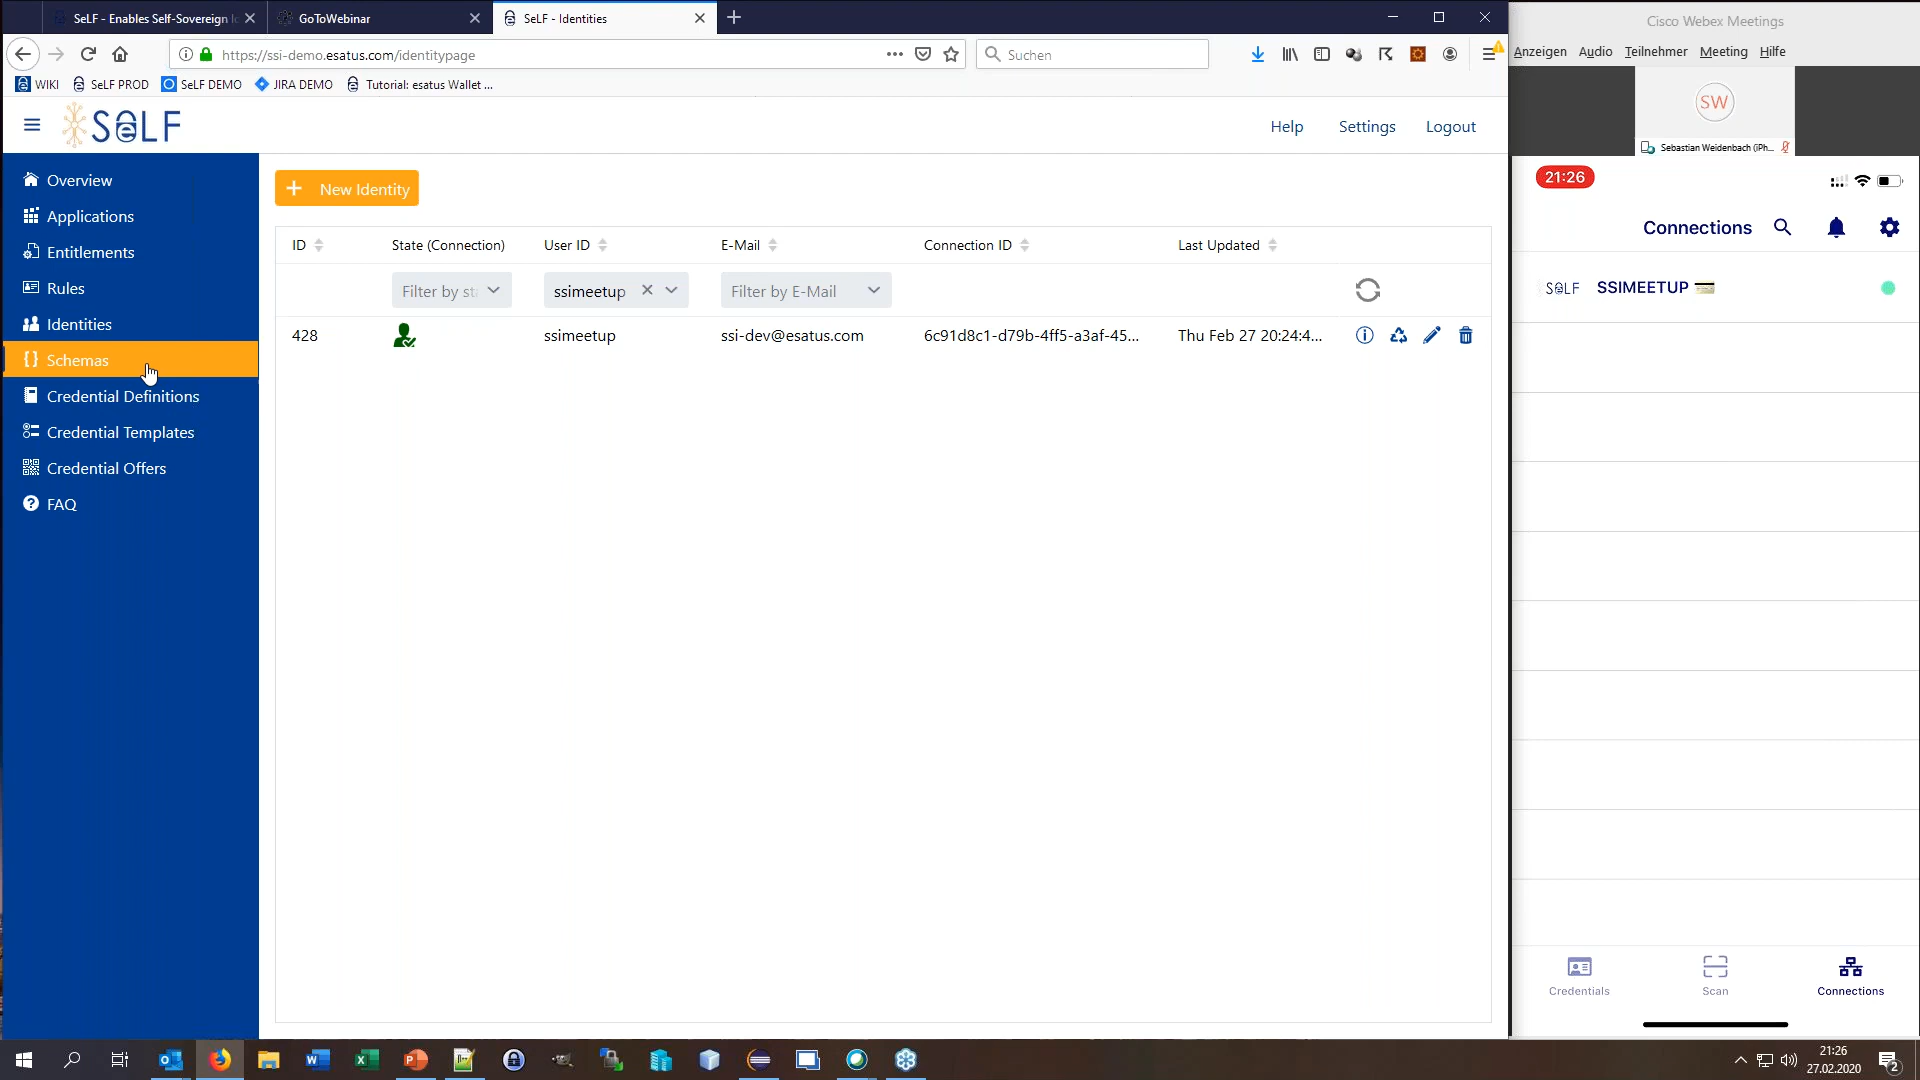 SeLF - Enables Self-Sovereign I
GoToWebinar
SeLF - Identities
https://ssi-demo.esatus.com/identitypage
Suchen
WIKI
SeLF PROD
SeLF DEMO
JIRA DEMO
Tutorial: esatus Wallet ...
SeLF
Help
Settings
Logout
Overview
Applications
Entitlements
Rules
Identities
Schemas
Credential Definitions
Credential Templates
Credential Offers
FAQ
New Identity
ID
State (Connection)
User ID
E-Mail
Connection ID
Last Updated
Filter by st
ssimeetup
Filter by E-Mail
428
ssimeetup
ssi-dev@esatus.com
6c91d8c1-d79b-4ff5-a3af-45...
Thu Feb 27 20:24:4...
Cisco Webex Meetings
Anzeigen Audio Teilnehmer Meeting Hilfe
SW
Sebastian Weidenbach (iPh...
21:26
Connections
SELF
SSIMEETUP
Credentials
Scan
Connections
21:26
27.02.2020
2